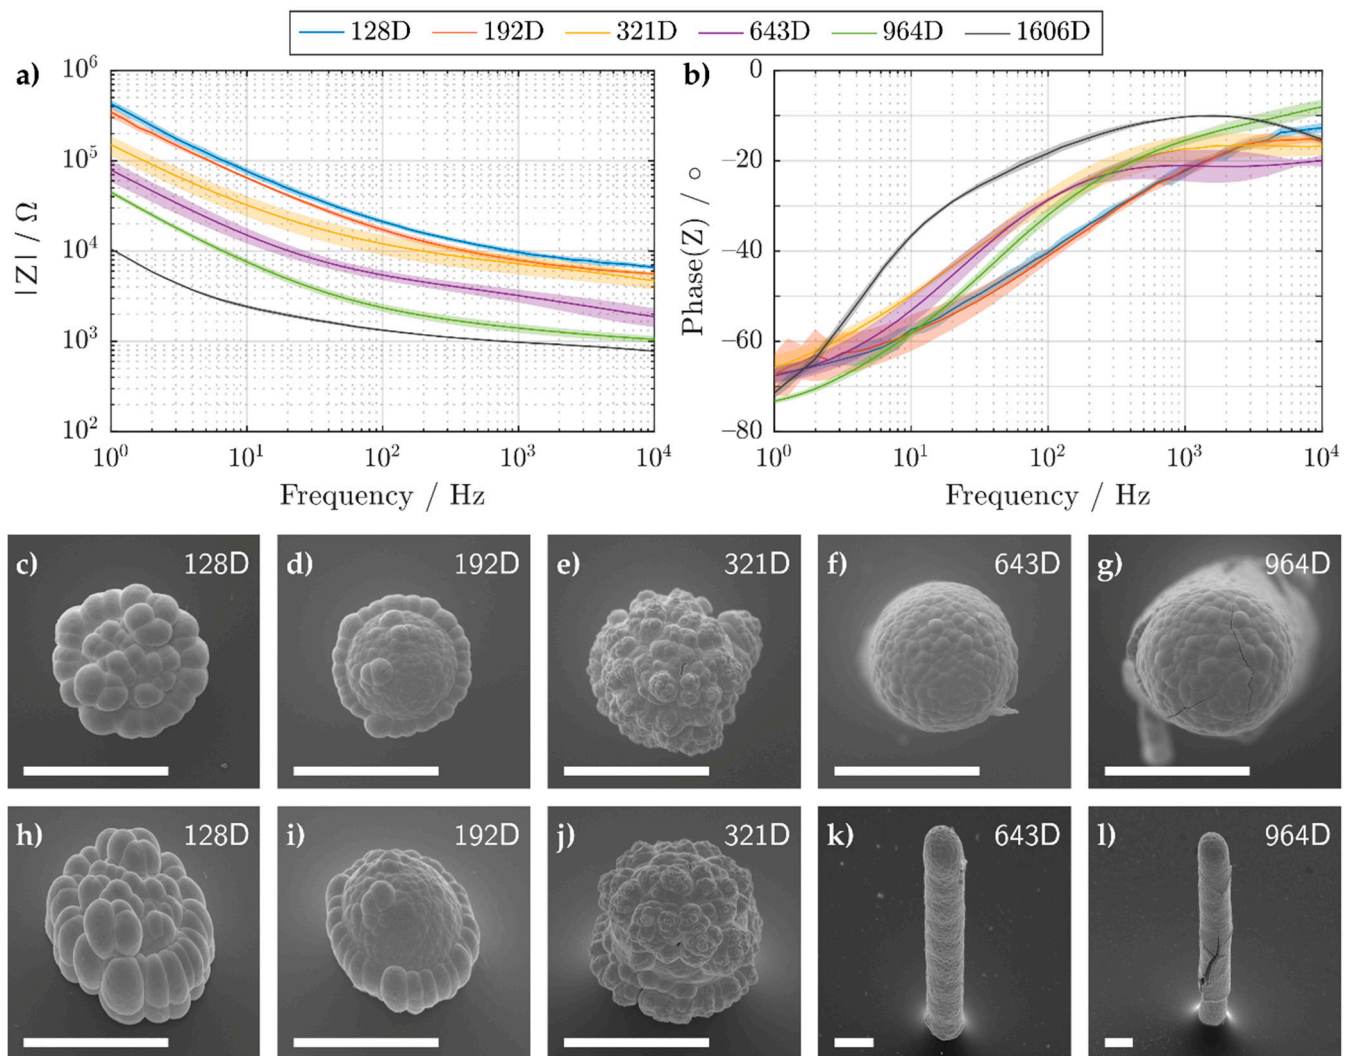 128D 192D 321D 643D 964D 1606D
a)
10^6
10^5
10^4
10^3
10^2
|Z| / Ω
10^0 10^1 10^2 10^3 10^4
Frequency / Hz
b)
0
−20
−40
−60
−80
Phase(Z) / °
10^0 10^1 10^2 10^3 10^4
Frequency / Hz
c) 128D
d) 192D
e) 321D
f) 643D
g) 964D
h) 128D
i) 192D
j) 321D
k) 643D
l) 964D